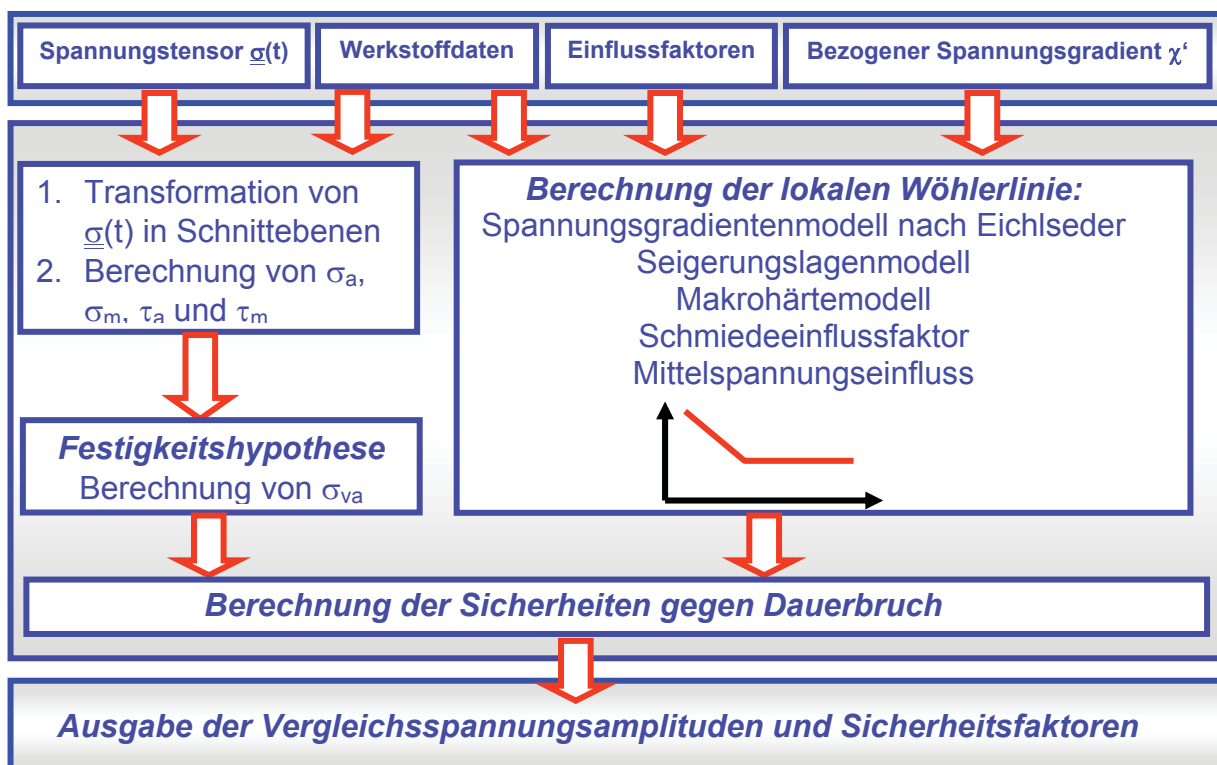 Spannungstensor σ(t)
Werkstoffdaten
Einflussfaktoren
Bezogener Spannungsgradient χ‘
1. Transformation von
σ(t) in Schnittebenen
2. Berechnung von σa,
σm, τa und τm
Festigkeitshypothese
Berechnung von σva
Berechnung der lokalen Wöhlerlinie:
Spannungsgradientenmodell nach Eichlseder
Seigerungslagenmodell
Makrohärtemodell
Schmiedeeinflussfaktor
Mittelspannungseinfluss
Berechnung der Sicherheiten gegen Dauerbruch
Ausgabe der Vergleichsspannungsamplituden und Sicherheitsfaktoren